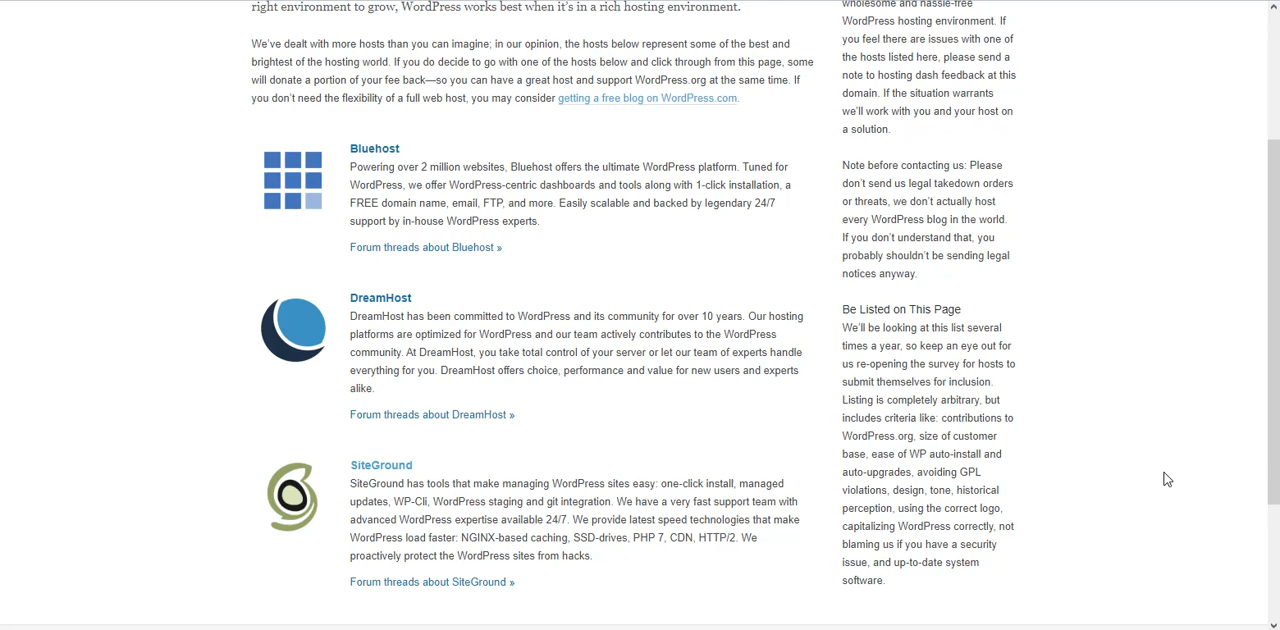 right environment to grow, WordPress works best when it's in a rich hosting environment.
We've dealt with more hosts than you can imagine; in our opinion, the hosts below represent some of the best and
brightest of the hosting world. If you do decide to go with one of the hosts below and click through from this page, some
will donate a portion of your fee back—so you can have a great host and support WordPress.org at the same time. If
you don't need the flexibility of a full web host, you may consider getting a free blog on WordPress.com.
Bluehost
Powering over 2 million websites, Bluehost offers the ultimate WordPress platform. Tuned for
WordPress, we offer WordPress-centric dashboards and tools along with 1-click installation, a
FREE domain name, email, FTP, and more. Easily scalable and backed by legendary 24/7
support by in-house WordPress experts.
Forum threads about Bluehost »
DreamHost
DreamHost has been committed to WordPress and its community for over 10 years. Our hosting
platforms are optimized for WordPress and our team actively contributes to the WordPress
community. At DreamHost, you take total control of your server or let our team of experts handle
everything for you. DreamHost offers choice, performance and value for new users and experts
alike.
Forum threads about DreamHost »
SiteGround
SiteGround has tools that make managing WordPress sites easy: one-click install, managed
updates, WP-Cli, WordPress staging and git integration. We have a very fast support team with
advanced WordPress expertise available 24/7. We provide latest speed technologies that make
WordPress load faster: NGINX-based caching, SSD-drives, PHP 7, CDN, HTTP/2. We
proactively protect the WordPress sites from hacks.
Forum threads about SiteGround »
wholesome and hassle-free
WordPress hosting environment. If
you feel there are issues with one of
the hosts listed here, please send a
note to hosting dash feedback at this
domain. If the situation warrants
we'll work with you and your host on
a solution.
Note before contacting us: Please
don't send us legal takedown orders
or threats, we don't actually host
every WordPress blog in the world.
If you don't understand that, you
probably shouldn't be sending legal
notices anyway.
Be Listed on This Page
We'll be looking at this list several
times a year, so keep an eye out for
us re-opening the survey for hosts to
submit themselves for inclusion.
Listing is completely arbitrary, but
includes criteria like: contributions to
WordPress.org, size of customer
base, ease of WP auto-install and
auto-upgrades, avoiding GPL
violations, design, tone, historical
perception, using the correct logo,
capitalizing WordPress correctly, not
blaming us if you have a security
issue, and up-to-date system
software.